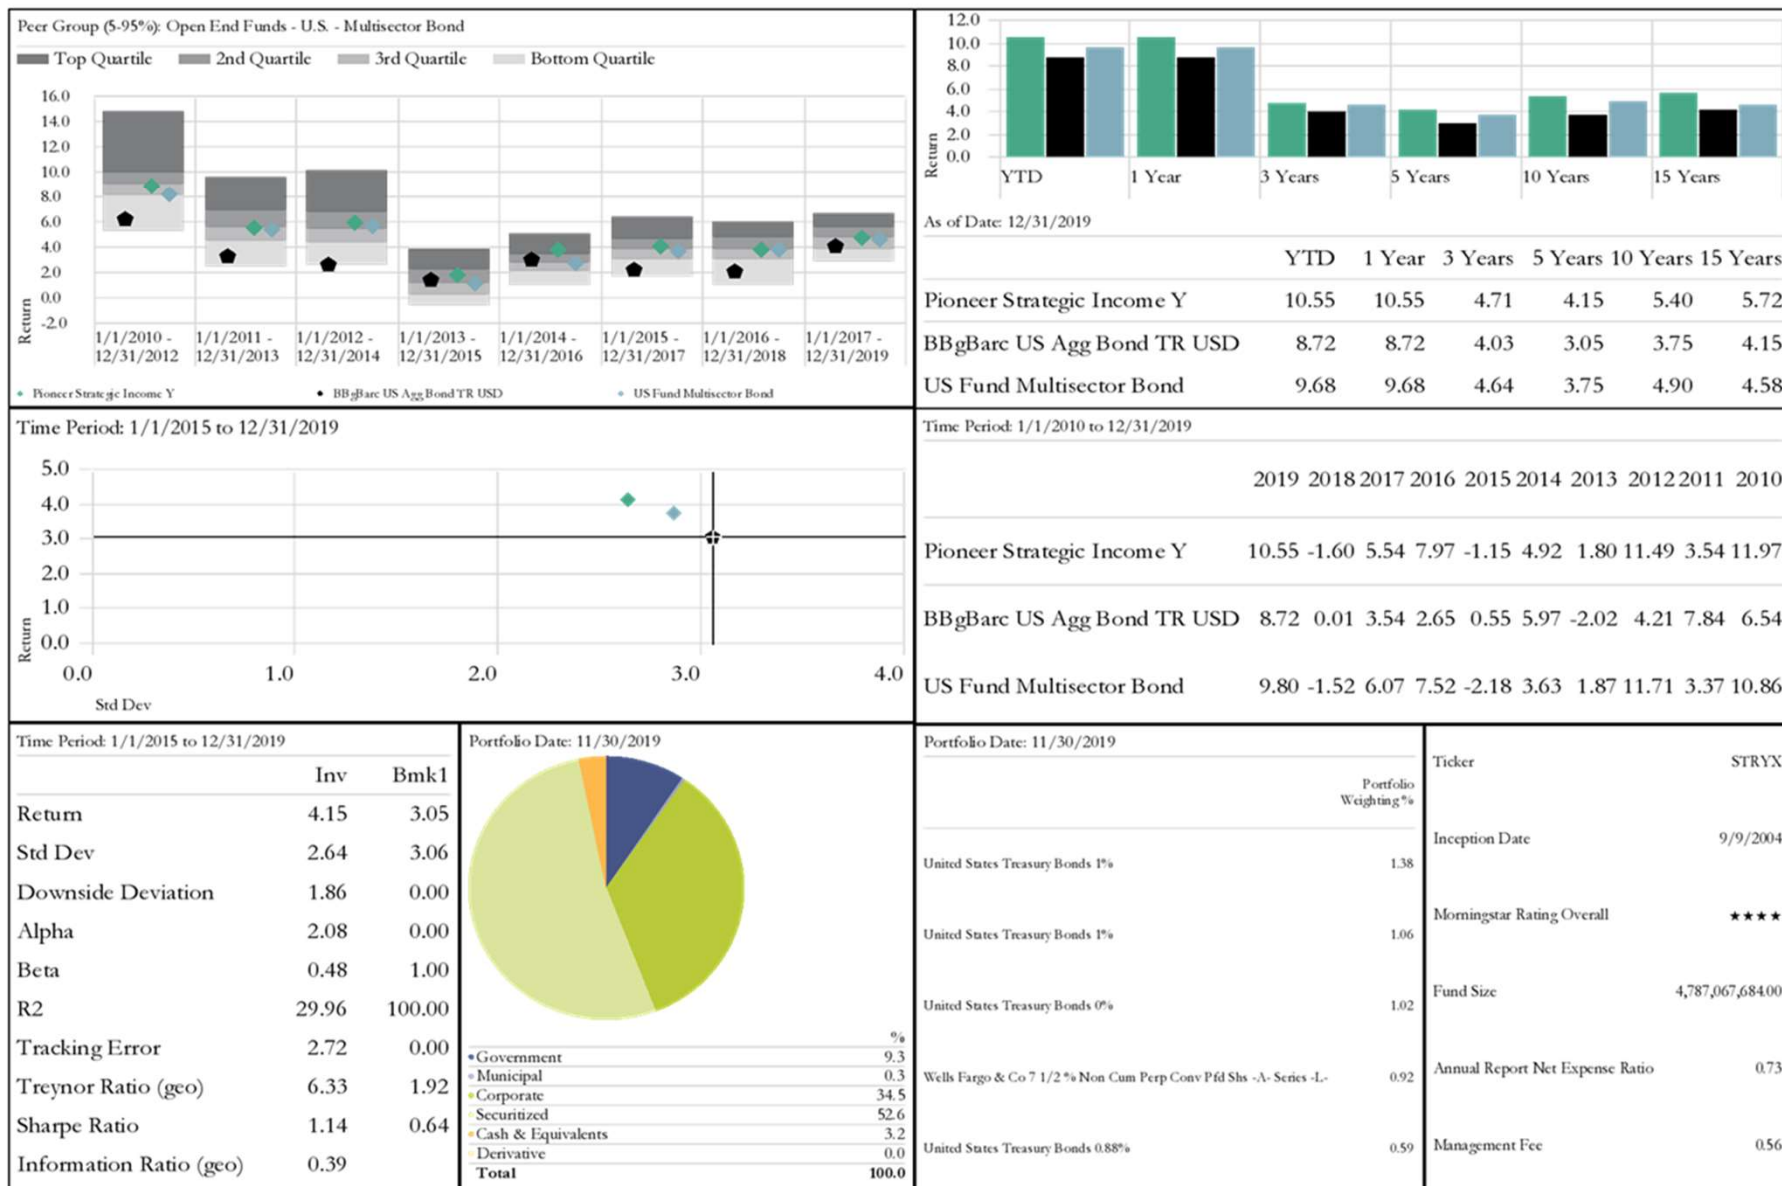 Peer Group (5-95%): Open End Funds - U.S. - Multisector Bond
Top Quartile 2nd Quartile 3rd Quartile Bottom Quartile
16.0
14.0
12.0
10.0
8.0
6.0
4.0
2.0
0.0
-2.0
Return
1/1/2010 - 1/1/2011 - 1/1/2012 - 1/1/2013 - 1/1/2014 - 1/1/2015 - 1/1/2016 - 1/1/2017 -
12/31/2012 12/31/2013 12/31/2014 12/31/2015 12/31/2016 12/31/2017 12/31/2018 12/31/2019
Pioneer Strategic Income Y BBgBarc US Agg Bond TR USD US Fund Multisector Bond
12.0
10.0
8.0
6.0
4.0
2.0
0.0
Return
YTD 1 Year 3 Years 5 Years 10 Years 15 Years
As of Date: 12/31/2019
YTD 1 Year 3 Years 5 Years 10 Years 15 Years
Pioneer Strategic Income Y 10.55 10.55 4.71 4.15 5.40 5.72
BBgBarc US Agg Bond TR USD 8.72 8.72 4.03 3.05 3.75 4.15
US Fund Multisector Bond 9.68 9.68 4.64 3.75 4.90 4.58
Time Period: 1/1/2015 to 12/31/2019
5.0
4.0
3.0
2.0
1.0
0.0
Return
0.0 1.0 2.0 3.0 4.0
Std Dev
Time Period: 1/1/2010 to 12/31/2019
2019 2018 2017 2016 2015 2014 2013 2012 2011 2010
Pioneer Strategic Income Y 10.55 -1.60 5.54 7.97 -1.15 4.92 1.80 11.49 3.54 11.97
BBgBarc US Agg Bond TR USD 8.72 0.01 3.54 2.65 0.55 5.97 -2.02 4.21 7.84 6.54
US Fund Multisector Bond 9.80 -1.52 6.07 7.52 -2.18 3.63 1.87 11.71 3.37 10.86
Time Period: 1/1/2015 to 12/31/2019
Inv Bmk1
Return 4.15 3.05
Std Dev 2.64 3.06
Downside Deviation 1.86 0.00
Alpha 2.08 0.00
Beta 0.48 1.00
R2 29.96 100.00
Tracking Error 2.72 0.00
Treynor Ratio (geo) 6.33 1.92
Sharpe Ratio 1.14 0.64
Information Ratio (geo) 0.39
Portfolio Date: 11/30/2019
%
Government 9.3
Municipal 0.3
Corporate 34.5
Securitized 52.6
Cash & Equivalents 3.2
Derivative 0.0
Total 100.0
Portfolio Date: 11/30/2019
Portfolio
Weighting %
United States Treasury Bonds 1% 1.38
United States Treasury Bonds 1% 1.06
United States Treasury Bonds 0% 1.02
Wells Fargo & Co 7 1/2 % Non Cum Perp Conv Pfd Shs -A- Series -L- 0.92
United States Treasury Bonds 0.88% 0.59
Ticker STRYX
Inception Date 9/9/2004
Morningstar Rating Overall ★★★★
Fund Size 4,787,067,684.00
Annual Report Net Expense Ratio 0.73
Management Fee 0.56